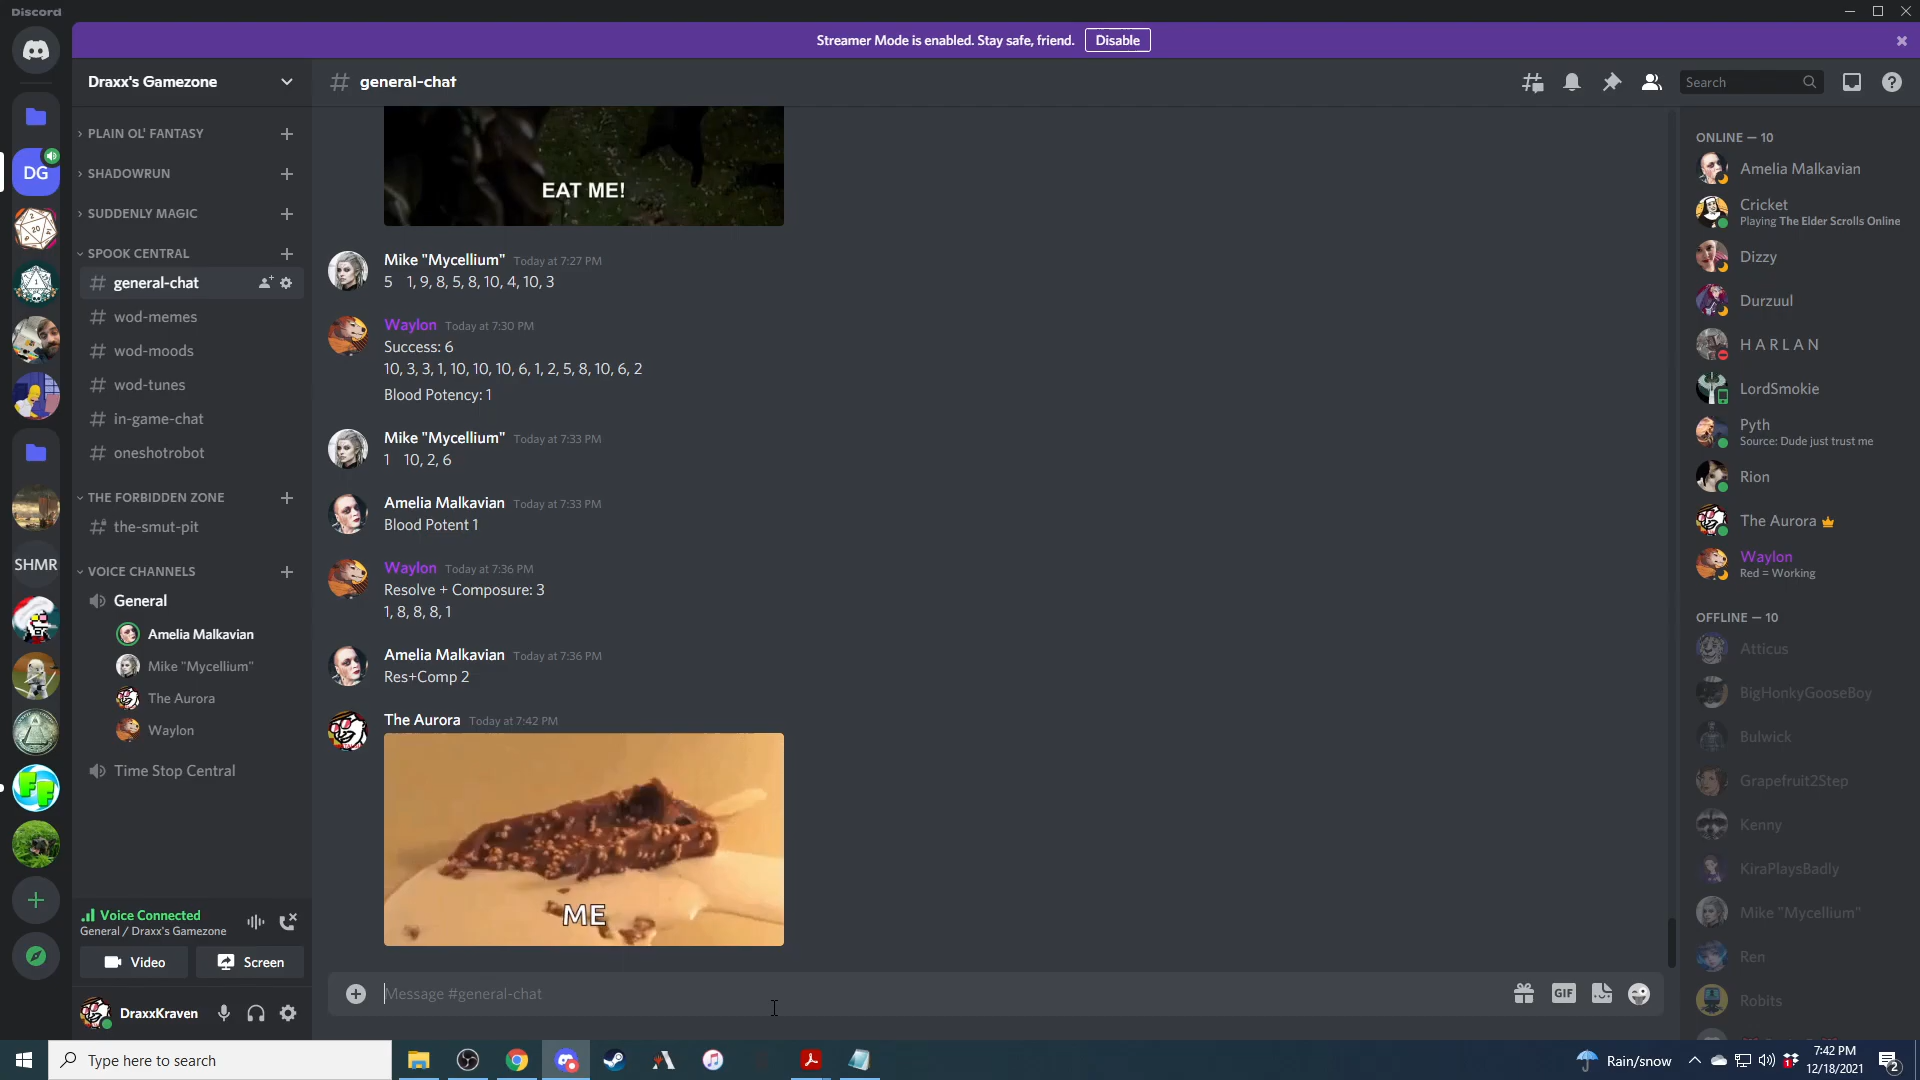 Discord
Streamer Mode is enabled. Stay safe, friend.
Disable
Draxx's Gamezone
general-chat
Search
DG
SHMR
FF
PLAIN OL' FANTASY
SHADOWRUN
SUDDENLY MAGIC
SPOOK CENTRAL
general-chat
wod-memes
wod-moods
wod-tunes
in-game-chat
oneshotrobot
THE FORBIDDEN ZONE
the-smut-pit
VOICE CHANNELS
General
Amelia Malkavian
Mike "Mycellium"
The Aurora
Waylon
Time Stop Central
Voice Connected
General / Draxx's Gamezone
Video
Screen
DraxxKraven
EAT ME!
Mike "Mycellium" Today at 7:27 PM
5 1, 9, 8, 5, 8, 10, 4, 10, 3
Waylon Today at 7:30 PM
Success: 6
10, 3, 3, 1, 10, 10, 10, 6, 1, 2, 5, 8, 10, 6, 2
Blood Potency: 1
Mike "Mycellium" Today at 7:33 PM
1 10, 2, 6
Amelia Malkavian Today at 7:33 PM
Blood Potent 1
Waylon Today at 7:36 PM
Resolve + Composure: 3
1, 8, 8, 8, 1
Amelia Malkavian Today at 7:36 PM
Res+Comp 2
The Aurora Today at 7:42 PM
ME
Message #general-chat
GIF
ONLINE — 10
Amelia Malkavian
Cricket
Playing The Elder Scrolls Online
Dizzy
Durzuul
H A R L A N
LordSmokie
Pyth
Source: Dude just trust me
Rion
The Aurora
Waylon
Red = Working
OFFLINE — 10
Atticus
BigHonkyGooseBoy
Bulwick
Grapefruit2Step
Kenny
KiraPlaysBadly
Mike "Mycellium"
Ren
Robits
Type here to search
Rain/snow
7:42 PM
12/18/2021
2